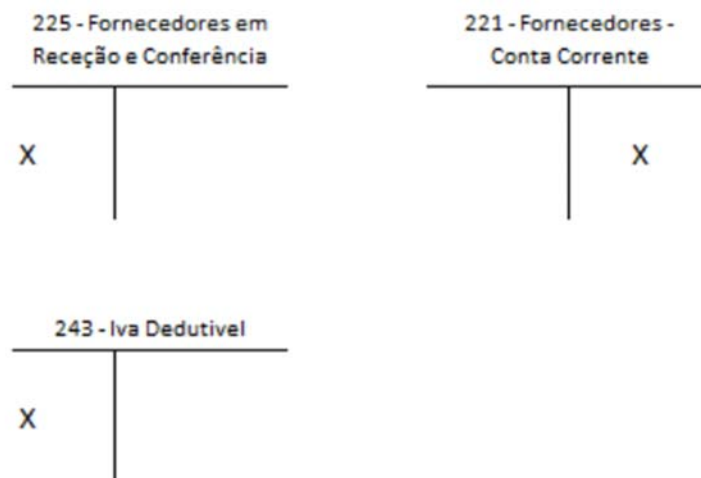 225 - Fornecedores em
Receção e Conferência
221 - Fornecedores -
Conta Corrente
X
X
243 - Iva Dedutivel
X